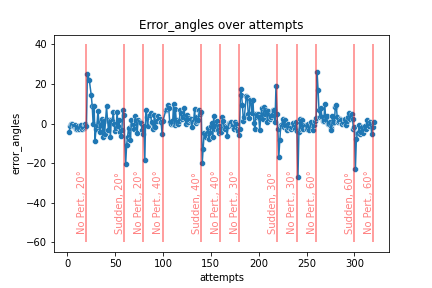 Error_angles over attempts
error_angles
40
20
0
−20
−40
−60
No Pert., 20°
Sudden, 20°
No Pert., 20°
No Pert., 40°
Sudden, 40°
No Pert., 40°
No Pert., 30°
Sudden, 30°
No Pert., 30°
No Pert., 60°
Sudden, 60°
No Pert., 60°
0
50
100
150
200
250
300
attempts